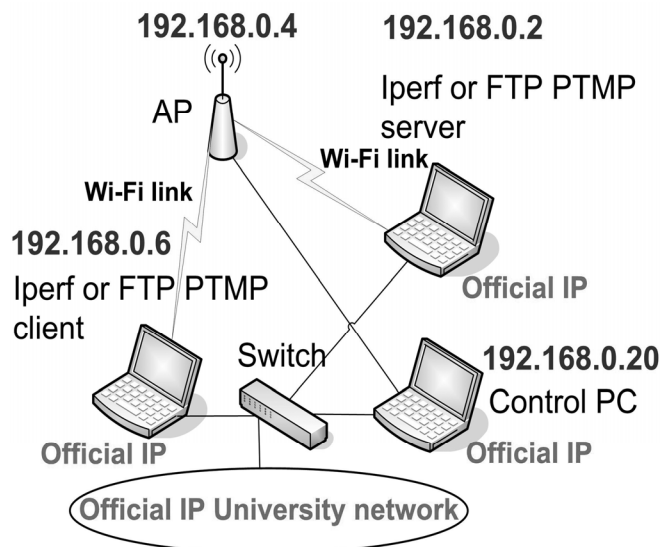 192.168.0.4
192.168.0.2
AP
Iperf or FTP PTMP
server
Wi-Fi link
Wi-Fi link
192.168.0.6
Iperf or FTP PTMP
client
Official IP
Switch
192.168.0.20
Control PC
Official IP
Official IP
Official IP University network